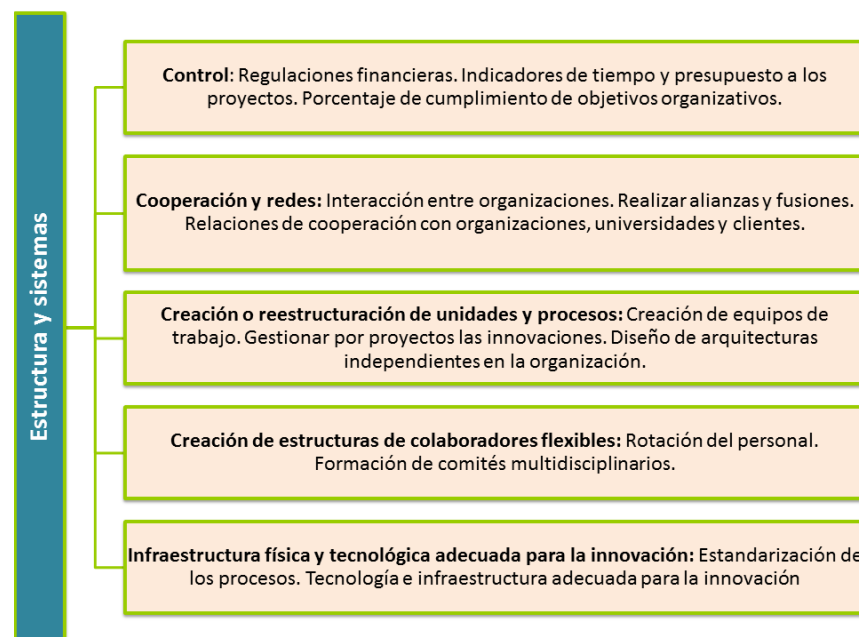 Estructura y sistemas
Control: Regulaciones financieras. Indicadores de tiempo y presupuesto a los
proyectos. Porcentaje de cumplimiento de objetivos organizativos.
Cooperación y redes: Interacción entre organizaciones. Realizar alianzas y fusiones.
Relaciones de cooperación con organizaciones, universidades y clientes.
Creación o reestructuración de unidades y procesos: Creación de equipos de
trabajo. Gestionar por proyectos las innovaciones. Diseño de arquitecturas
independientes en la organización.
Creación de estructuras de colaboradores flexibles: Rotación del personal.
Formación de comités multidisciplinarios.
Infraestructura física y tecnológica adecuada para la innovación: Estandarización de
los procesos. Tecnología e infraestructura adecuada para la innovación